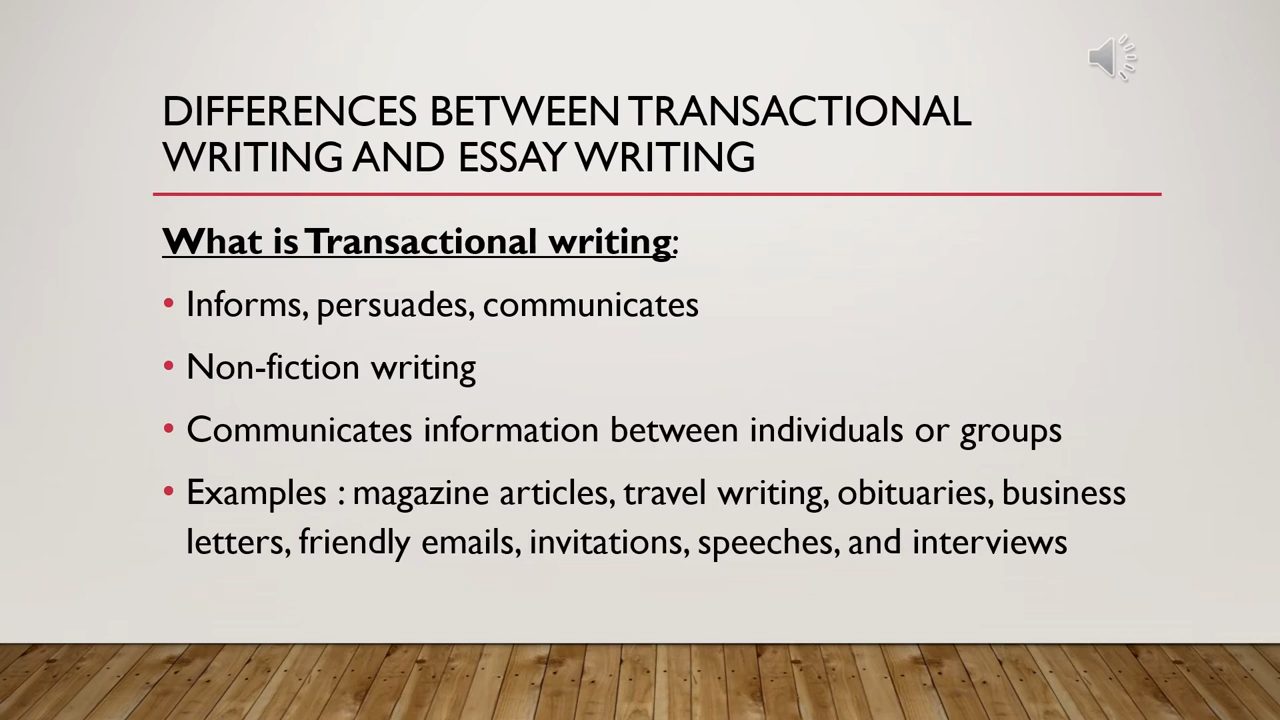 DIFFERENCES BETWEEN TRANSACTIONAL
WRITING AND ESSAY WRITING
What is Transactional writing:
• Informs, persuades, communicates
• Non-fiction writing
• Communicates information between individuals or groups
• Examples : magazine articles, travel writing, obituaries, business
letters, friendly emails, invitations, speeches, and interviews